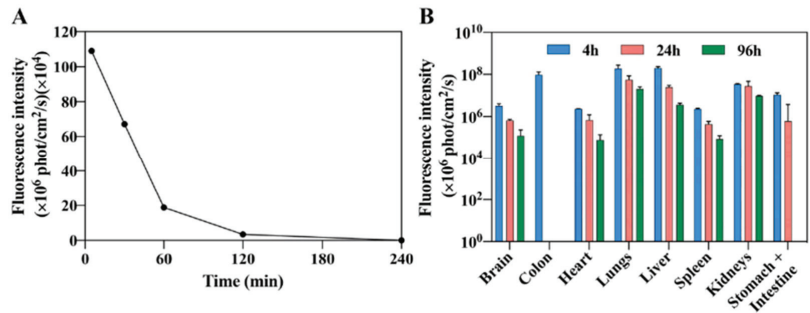 A
Fluorescence intensity
(×10⁶ phot/cm²/s)(×10⁴)
120
100
80
60
40
20
0
0 60 120 180 240
Time (min)
B
Fluorescence intensity
(×10⁶ phot/cm²/s)
10¹⁰
10⁸
10⁶
10⁴
10²
10⁰
4h 24h 96h
Brain
Colon
Heart
Lungs
Liver
Spleen
Kidneys
Stomach +
Intestine